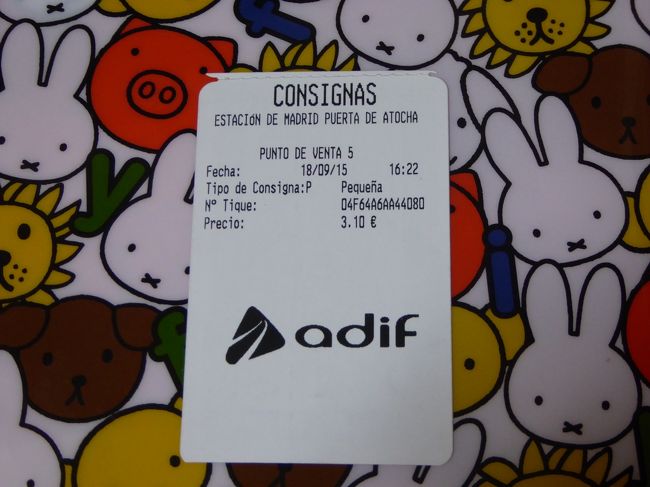 CONSIGNAS
ESTACIóN DE MADRID PUERTA DE ATOCHA
PUNTO DE VENTA 5
Fecha: 18/09/15 16:22
Tipo de Consigna:P Pequeña
Nº Tique: 04F64A6AA44080
Precio: 3.10 €
adif